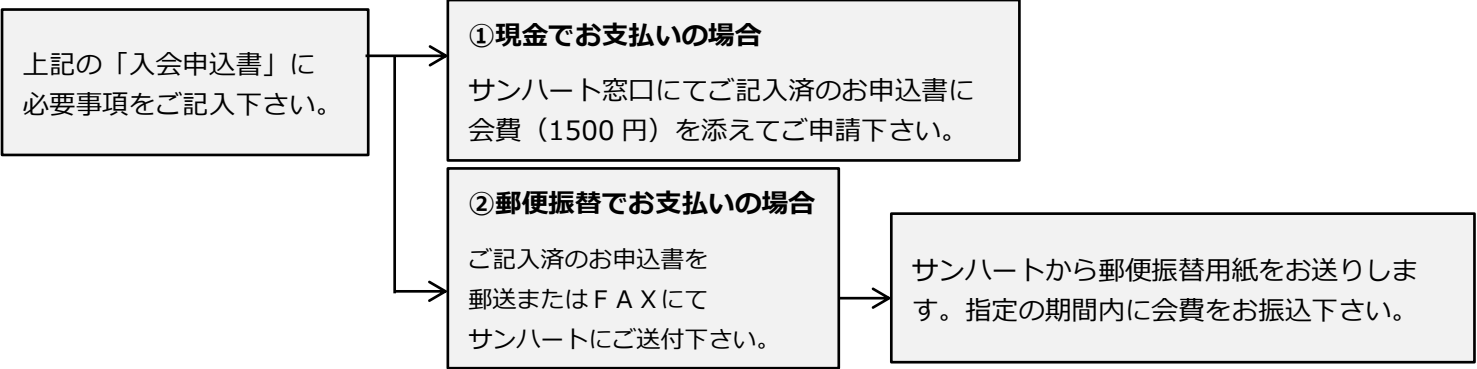 上記の「入会申込書」に
必要事項をご記入下さい。
①現金でお支払いの場合
サンハート窓口にてご記入済のお申込書に
会費（1500 円）を添えてご申請下さい。
②郵便振替でお支払いの場合
ご記入済のお申込書を
郵送またはＦＡＸにて
サンハートにご送付下さい。
サンハートから郵便振替用紙をお送りしま
す。指定の期間内に会費をお振込下さい。